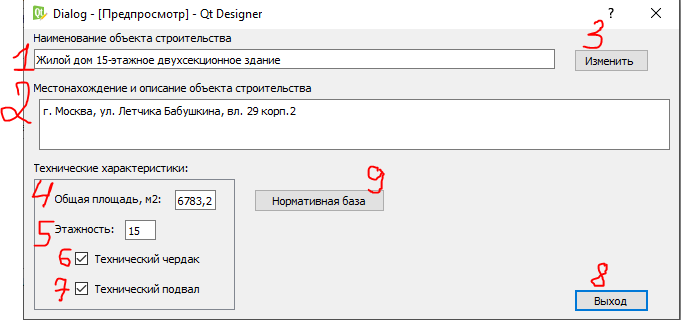 Dialog - [Предпросмотр] - Qt Designer
Наименование объекта строительства
3
1 Жилой дом 15-этажное двухсекционное здание
Изменить
Местонахождение и описание объекта строительства
2 г. Москва, ул. Летчика Бабушкина, вл. 29 корп.2
Технические характеристики:
9
4 Общая площадь, м2: 6783,2
Нормативная база
5 Этажность: 15
6 Технический чердак
8
7 Технический подвал
Выход